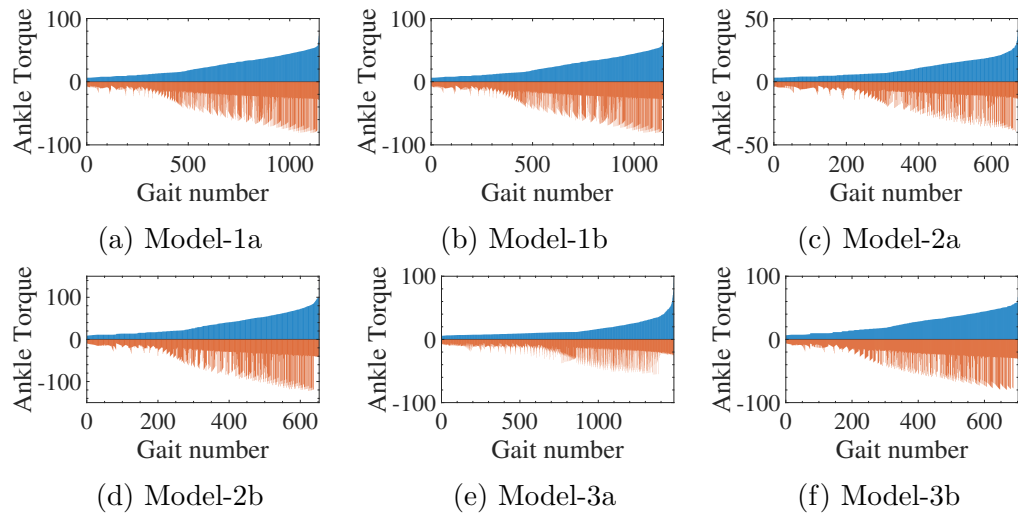 100
0
-100
Ankle Torque
0 500 1000
Gait number
(a) Model-1a
100
0
-100
Ankle Torque
0 500 1000
Gait number
(b) Model-1b
50
0
-50
Ankle Torque
0 200 400 600
Gait number
(c) Model-2a
100
0
-100
Ankle Torque
0 200 400 600
Gait number
(d) Model-2b
100
0
-100
Ankle Torque
0 500 1000
Gait number
(e) Model-3a
100
0
-100
Ankle Torque
0 200 400 600
Gait number
(f) Model-3b